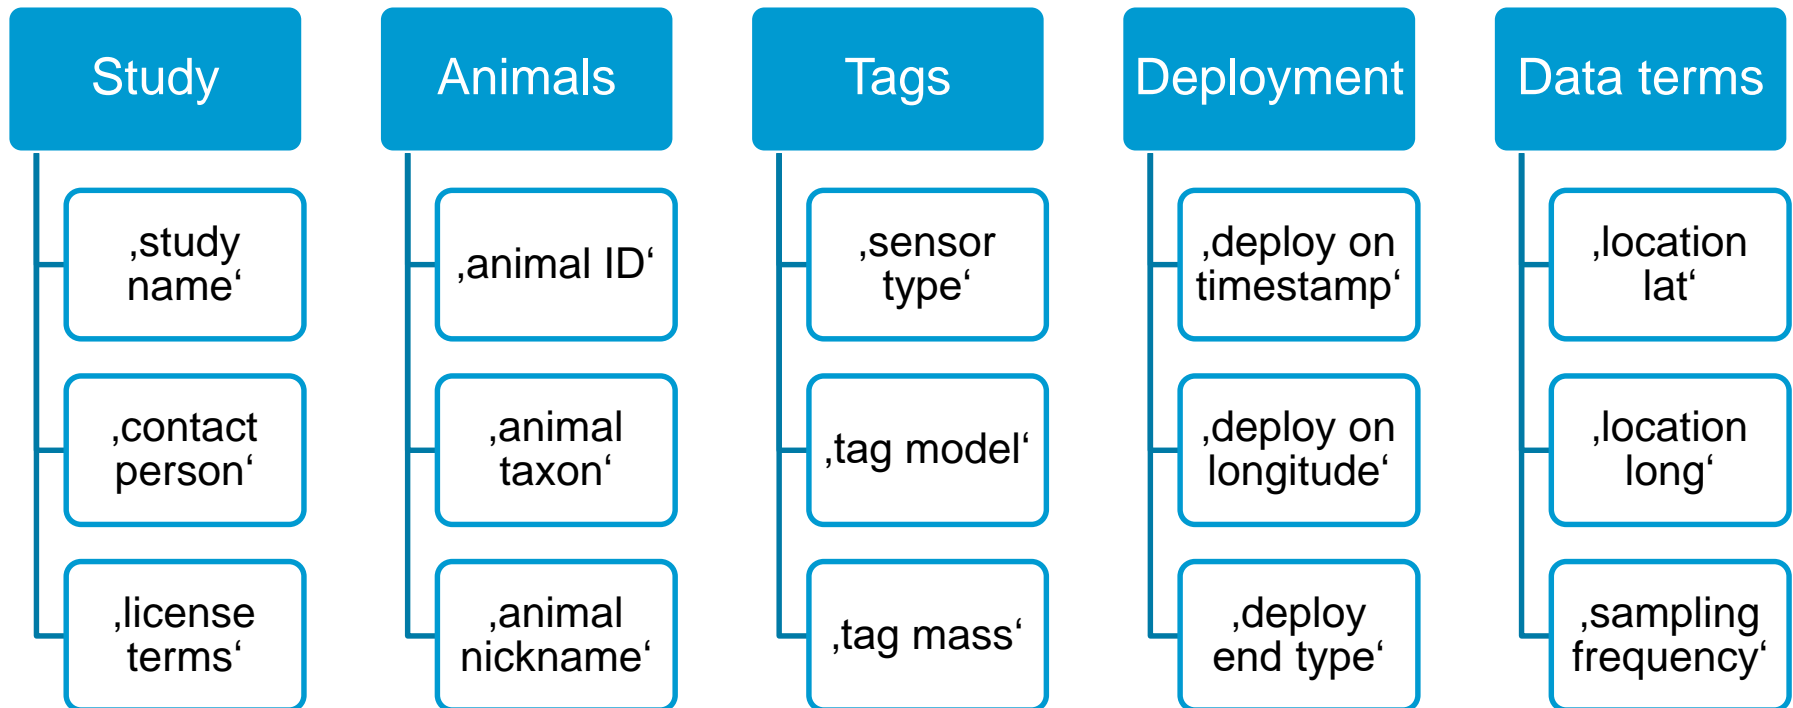 Study
‚study
name‘
‚contact
person‘
‚license
terms‘
Animals
‚animal ID‘
‚animal
taxon‘
‚animal
nickname‘
Tags
‚sensor
type‘
‚tag model‘
‚tag mass‘
Deployment
‚deploy on
timestamp‘
‚deploy on
longitude‘
‚deploy
end type‘
Data terms
‚location
lat‘
‚location
long‘
‚sampling
frequency‘